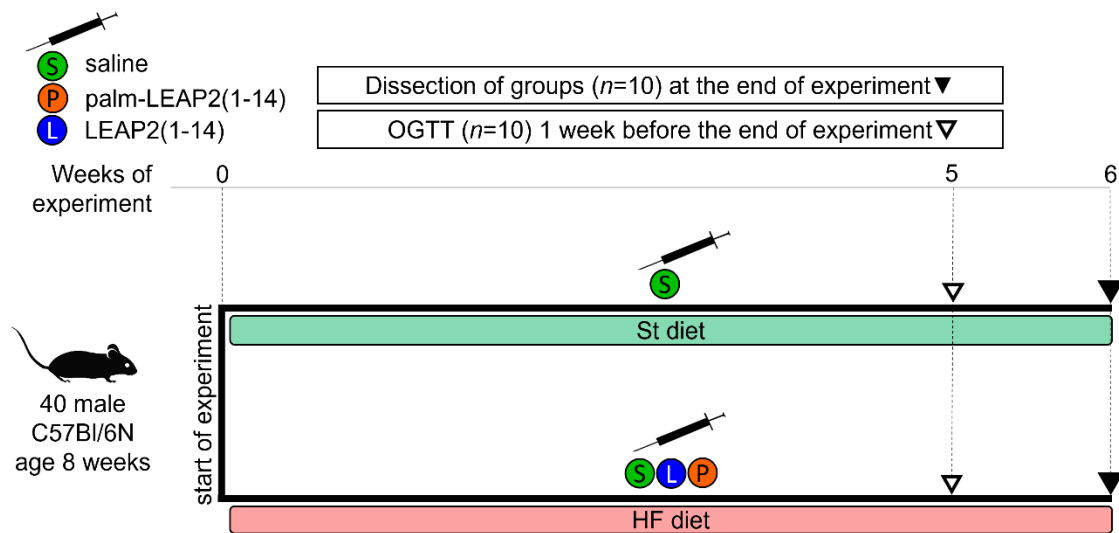 S saline
P palm-LEAP2(1-14)
L LEAP2(1-14)
Dissection of groups (n=10) at the end of experiment
OGTT (n=10) 1 week before the end of experiment
Weeks of
experiment
0 5 6
S
St diet
start of experiment
40 male
C57Bl/6N
age 8 weeks
S L P
HF diet